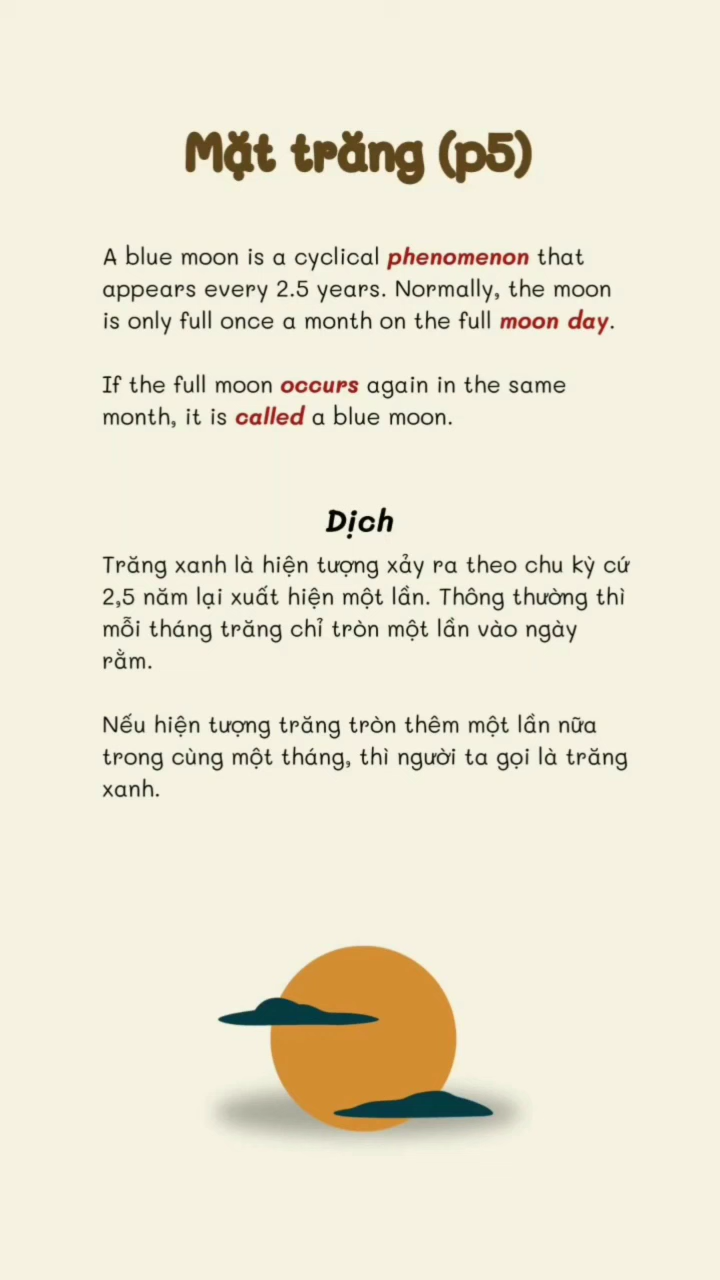 Mặt trăng (p5)
A blue moon is a cyclical phenomenon that
appears every 2.5 years. Normally, the moon
is only full once a month on the full moon day.
If the full moon occurs again in the same
month, it is called a blue moon.
Dịch
Trăng xanh là hiện tượng xảy ra theo chu kỳ cứ
2,5 năm lại xuất hiện một lần. Thông thường thì
mỗi tháng trăng chỉ tròn một lần vào ngày
rằm.
Nếu hiện tượng trăng tròn thêm một lần nữa
trong cùng một tháng, thì người ta gọi là trăng
xanh.